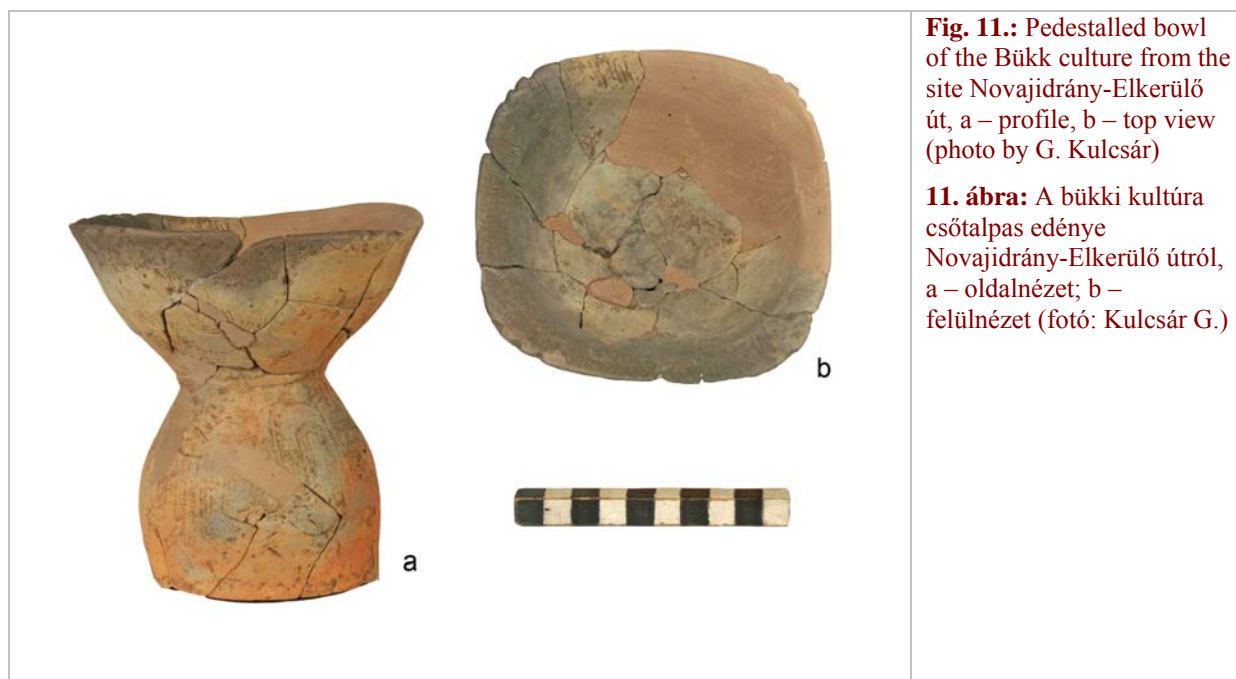 Fig. 11.: Pedestalled bowl
of the Bükk culture from the
site Novajidrány-Elkerülő
út, a – profile, b – top view
(photo by G. Kulcsár)
11. ábra: A bükki kultúra
csőtalpas edénye
Novajidrány-Elkerülő útról,
a – oldalnézet; b –
felülnézet (fotó: Kulcsár G.)
b
a